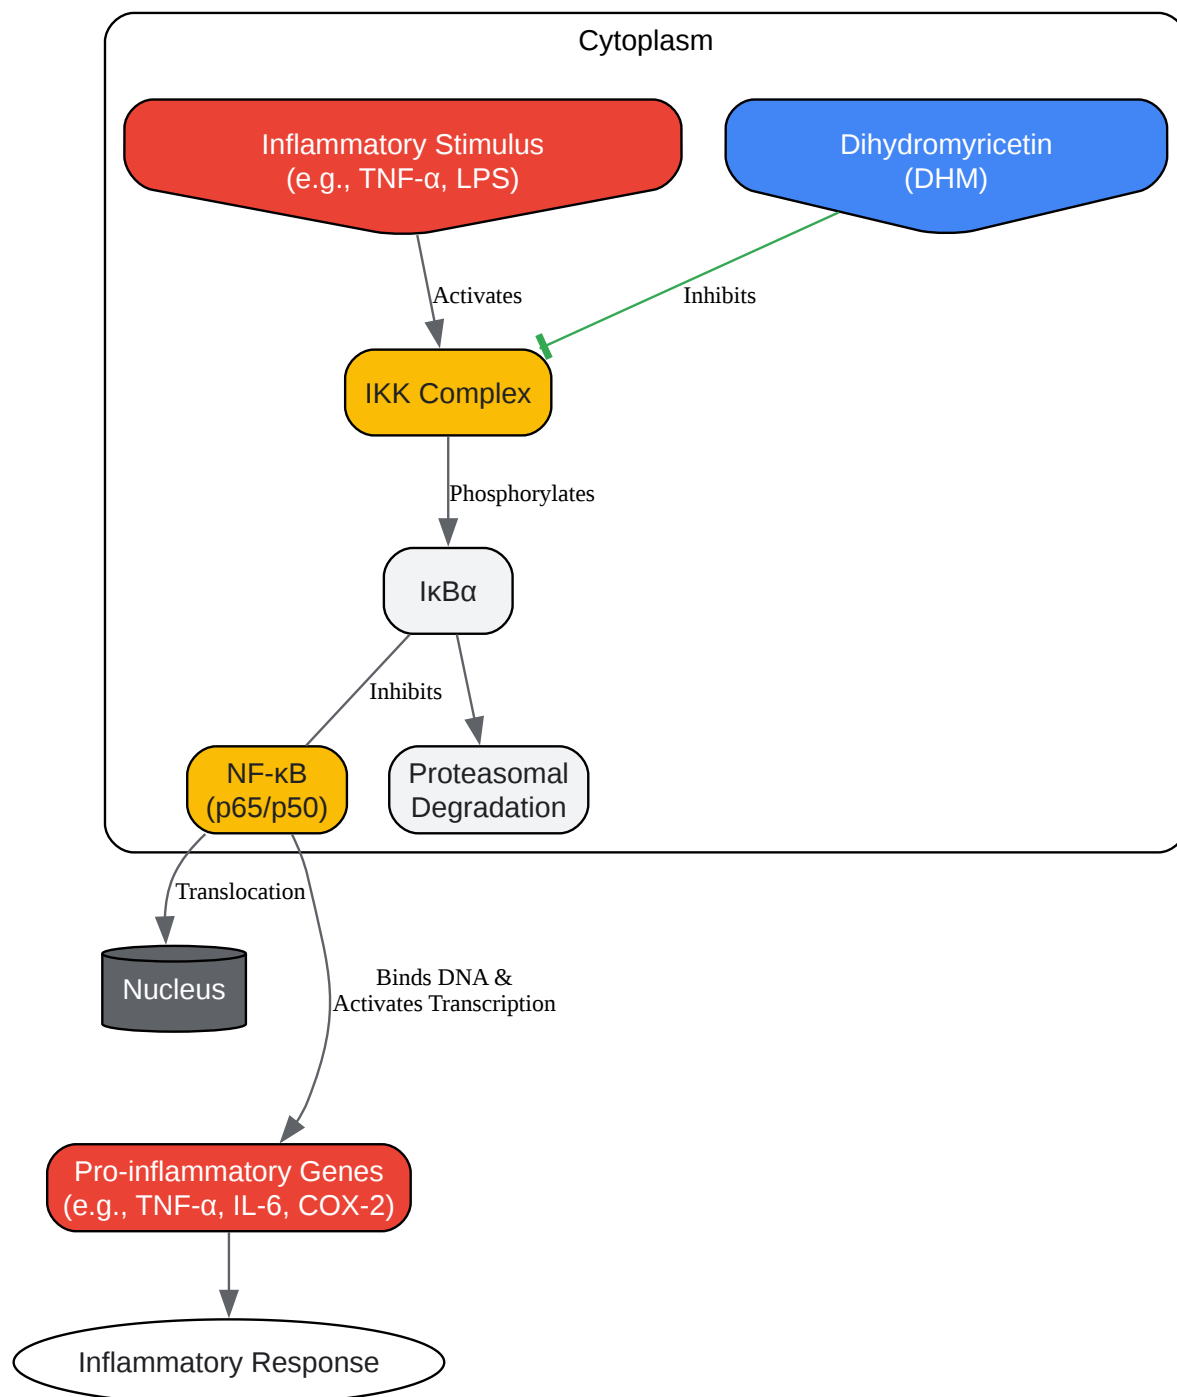 Cytoplasm
Inflammatory Stimulus
(e.g., TNF-α, LPS)
Dihydromyricetin
(DHM)
Activates
Inhibits
IKK Complex
Phosphorylates
IκBα
Inhibits
NF-κB
(p65/p50)
Proteasomal
Degradation
Translocation
Nucleus
Binds DNA &
Activates Transcription
Pro-inflammatory Genes
(e.g., TNF-α, IL-6, COX-2)
Inflammatory Response